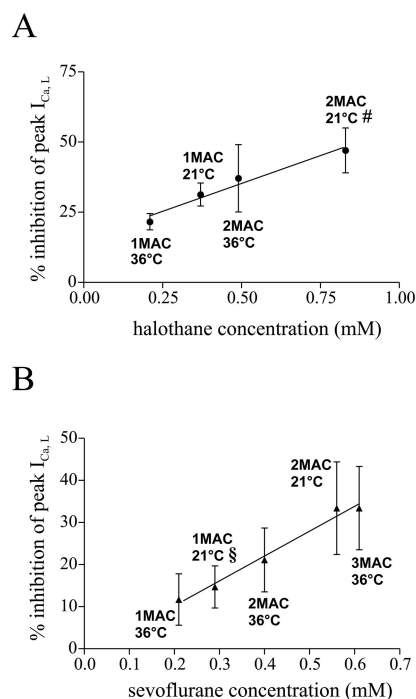 A
% inhibition of peak I Ca, L
75
50
25
0
2MAC
21°C #
1MAC
21°C
1MAC
36°C
2MAC
36°C
0.00 0.25 0.50 0.75 1.00
halothane concentration (mM)
B
% inhibition of peak I Ca, L
50
40
30
20
10
0
2MAC
21°C
1MAC
21°C §
1MAC
36°C
2MAC
36°C
3MAC
36°C
0.0 0.1 0.2 0.3 0.4 0.5 0.6 0.7
sevoflurane concentration (mM)